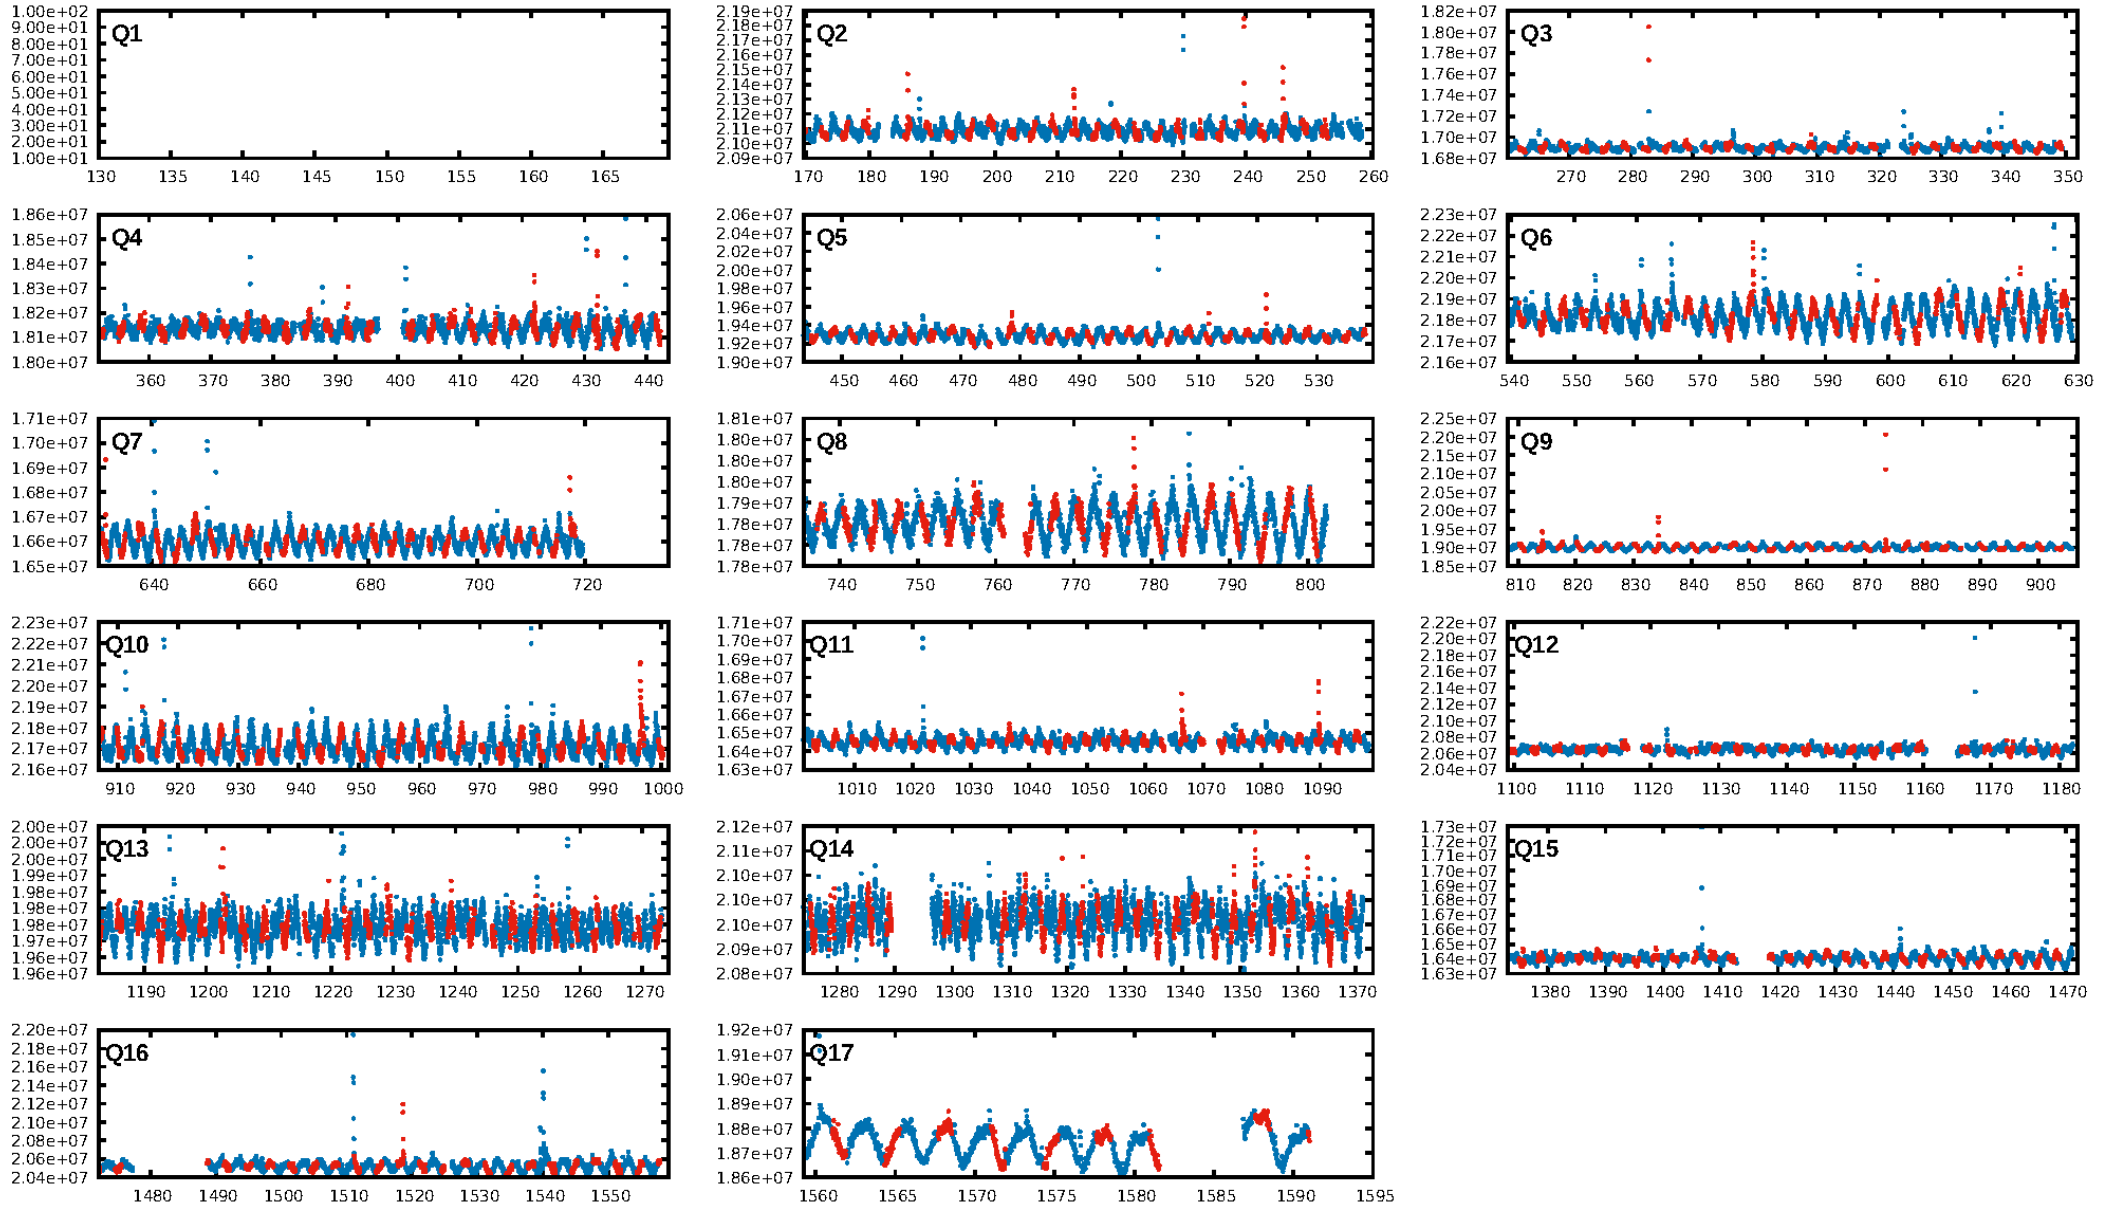 1.00e+02
9.00e+01
8.00e+01
7.00e+01
6.00e+01
5.00e+01
4.00e+01
3.00e+01
2.00e+01
1.00e+01
Q1
130 135 140 145 150 155 160 165
2.19e+07
2.18e+07
2.17e+07
2.16e+07
2.15e+07
2.14e+07
2.13e+07
2.12e+07
2.11e+07
2.10e+07
2.09e+07
Q2
170 180 190 200 210 220 230 240 250 260
1.82e+07
1.80e+07
1.78e+07
1.76e+07
1.74e+07
1.72e+07
1.70e+07
1.68e+07
Q3
270 280 290 300 310 320 330 340 350
1.86e+07
1.85e+07
1.84e+07
1.83e+07
1.82e+07
1.81e+07
1.80e+07
Q4
360 370 380 390 400 410 420 430 440
2.06e+07
2.04e+07
2.02e+07
2.00e+07
1.98e+07
1.96e+07
1.94e+07
1.92e+07
1.90e+07
Q5
450 460 470 480 490 500 510 520 530
2.23e+07
2.22e+07
2.21e+07
2.20e+07
2.19e+07
2.18e+07
2.17e+07
2.16e+07
Q6
540 550 560 570 580 590 600 610 620 630
1.71e+07
1.70e+07
1.69e+07
1.68e+07
1.67e+07
1.66e+07
1.65e+07
Q7
640 660 680 700 720
1.81e+07
1.80e+07
1.80e+07
1.80e+07
1.79e+07
1.78e+07
1.78e+07
1.78e+07
Q8
740 750 760 770 780 790 800
2.25e+07
2.20e+07
2.15e+07
2.10e+07
2.05e+07
2.00e+07
1.95e+07
1.90e+07
1.85e+07
Q9
810 820 830 840 850 860 870 880 890 900
2.23e+07
2.22e+07
2.21e+07
2.20e+07
2.19e+07
2.18e+07
2.17e+07
2.16e+07
Q10
910 920 930 940 950 960 970 980 990 1000
1.71e+07
1.70e+07
1.69e+07
1.68e+07
1.67e+07
1.66e+07
1.65e+07
1.64e+07
1.63e+07
Q11
1010 1020 1030 1040 1050 1060 1070 1080 1090
2.22e+07
2.20e+07
2.18e+07
2.16e+07
2.14e+07
2.12e+07
2.10e+07
2.08e+07
2.06e+07
2.04e+07
Q12
1100 1110 1120 1130 1140 1150 1160 1170 1180
2.00e+07
2.00e+07
2.00e+07
1.99e+07
1.98e+07
1.98e+07
1.98e+07
1.97e+07
1.96e+07
1.96e+07
Q13
1190 1200 1210 1220 1230 1240 1250 1260 1270
2.12e+07
2.11e+07
2.10e+07
2.10e+07
2.10e+07
2.09e+07
2.08e+07
Q14
1280 1290 1300 1310 1320 1330 1340 1350 1360 1370
1.73e+07
1.72e+07
1.71e+07
1.70e+07
1.69e+07
1.68e+07
1.67e+07
1.66e+07
1.65e+07
1.64e+07
1.63e+07
Q15
1380 1390 1400 1410 1420 1430 1440 1450 1460 1470
2.20e+07
2.18e+07
2.16e+07
2.14e+07
2.12e+07
2.10e+07
2.08e+07
2.06e+07
2.04e+07
Q16
1480 1490 1500 1510 1520 1530 1540 1550
1.92e+07
1.91e+07
1.90e+07
1.89e+07
1.88e+07
1.87e+07
1.86e+07
Q17
1560 1565 1570 1575 1580 1585 1590 1595